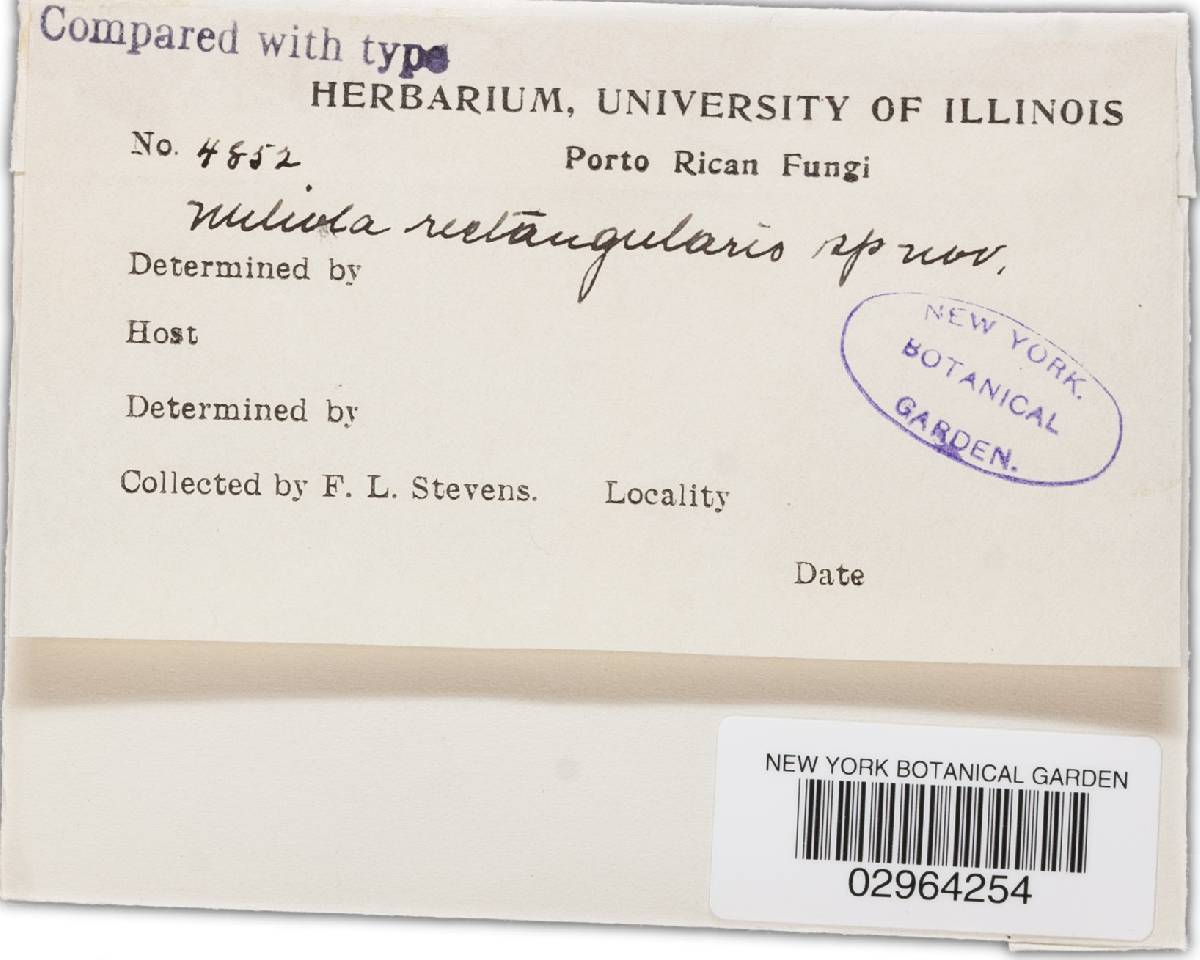 Compared with type
HERBARIUM, UNIVERSITY OF ILLINOIS
No. 4852 Porto Rican Fungi
Meliola rectangularis sp nov.
Determined by
Host
Determined by
Collected by F. L. Stevens. Locality
Date
NEW YORK.
BOTANICAL
GARDEN.
NEW YORK BOTANICAL GARDEN
02964254